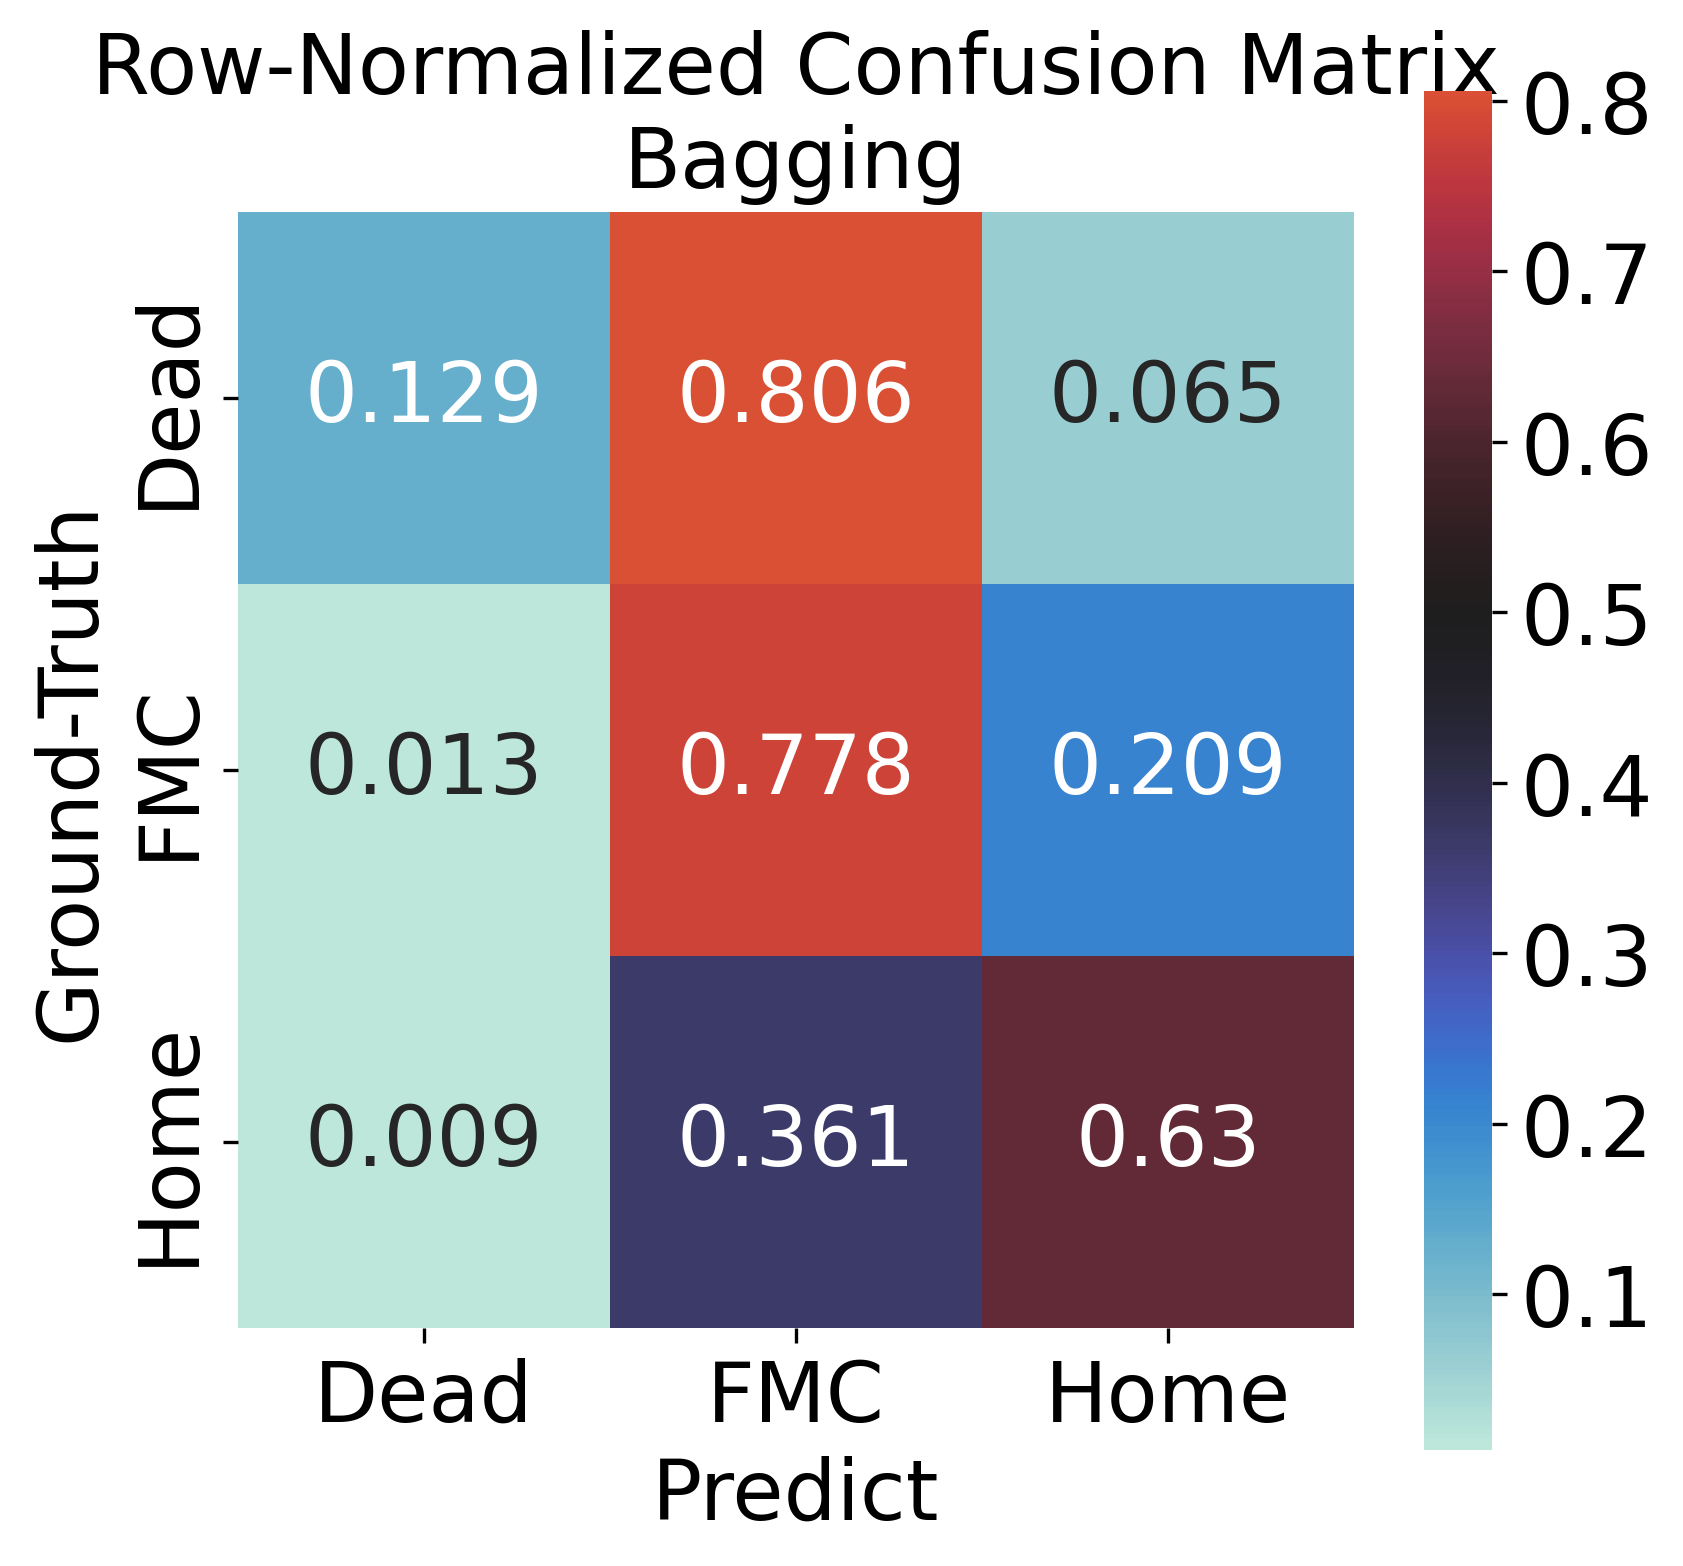 Row-Normalized Confusion Matrix
Bagging
Ground-Truth
Dead
0.129 0.806 0.065
FMC
0.013 0.778 0.209
Home
0.009 0.361 0.63
Dead FMC Home
Predict
0.8
0.7
0.6
0.5
0.4
0.3
0.2
0.1